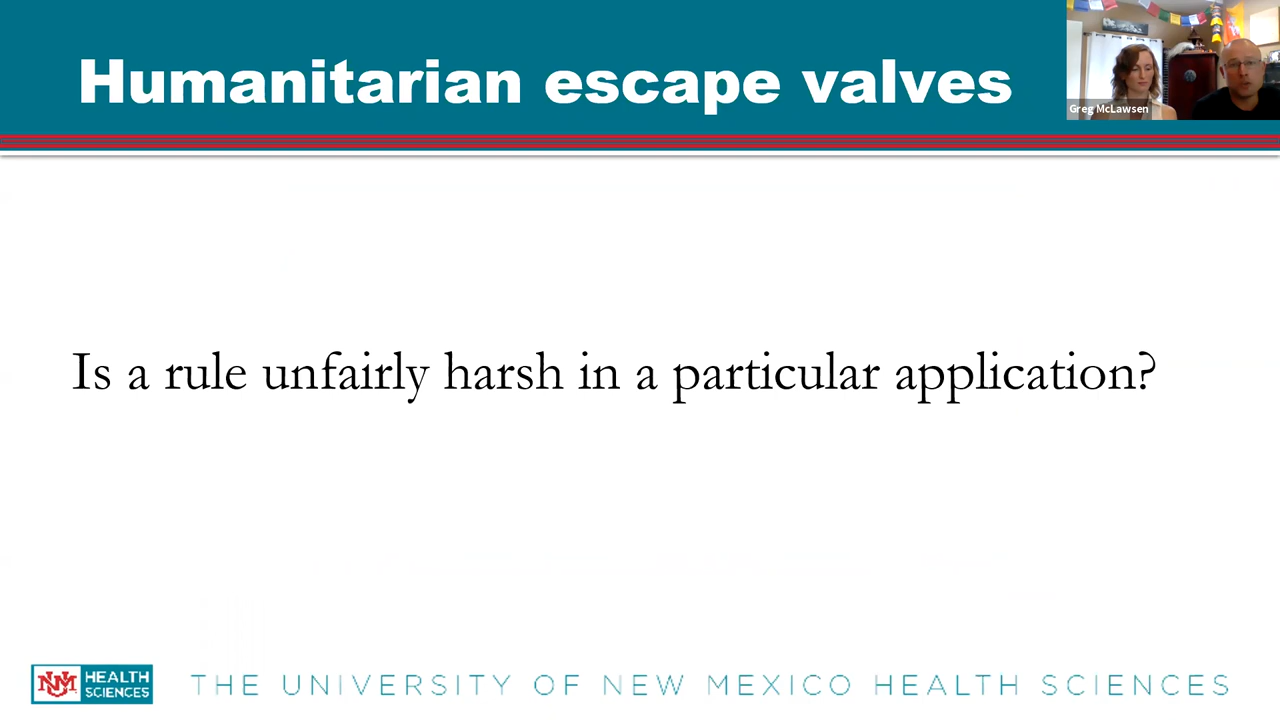 Humanitarian escape valves
Greg McLawsen
Is a rule unfairly harsh in a particular application?
UNM HEALTH
SCIENCES
THE UNIVERSITY OF NEW MEXICO HEALTH SCIENCES